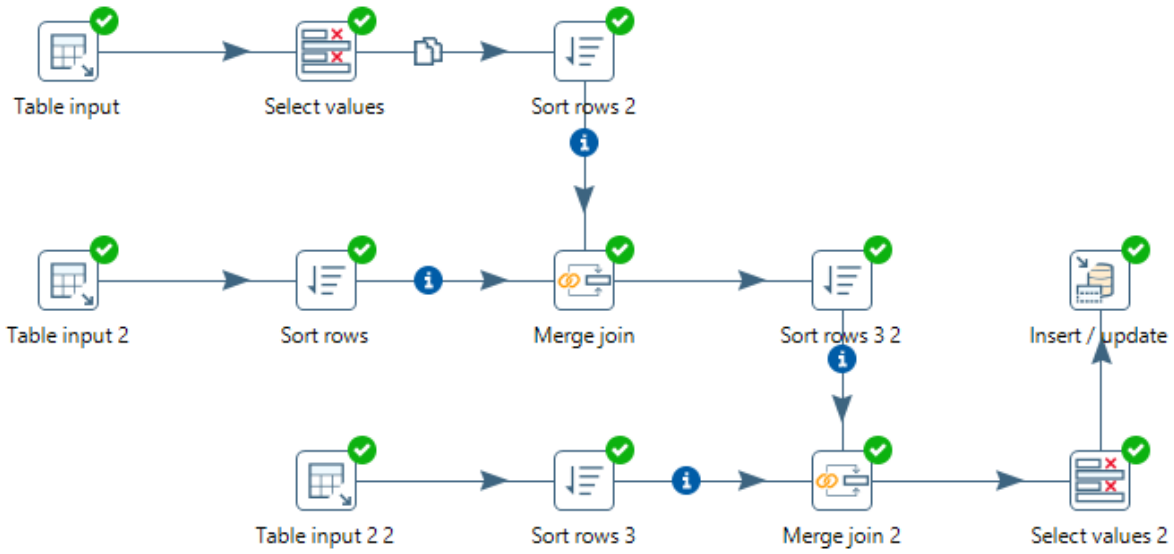 Table input
Select values
Sort rows 2
Table input 2
Sort rows
Merge join
Sort rows 3 2
Insert / update
Table input 2 2
Sort rows 3
Merge join 2
Select values 2